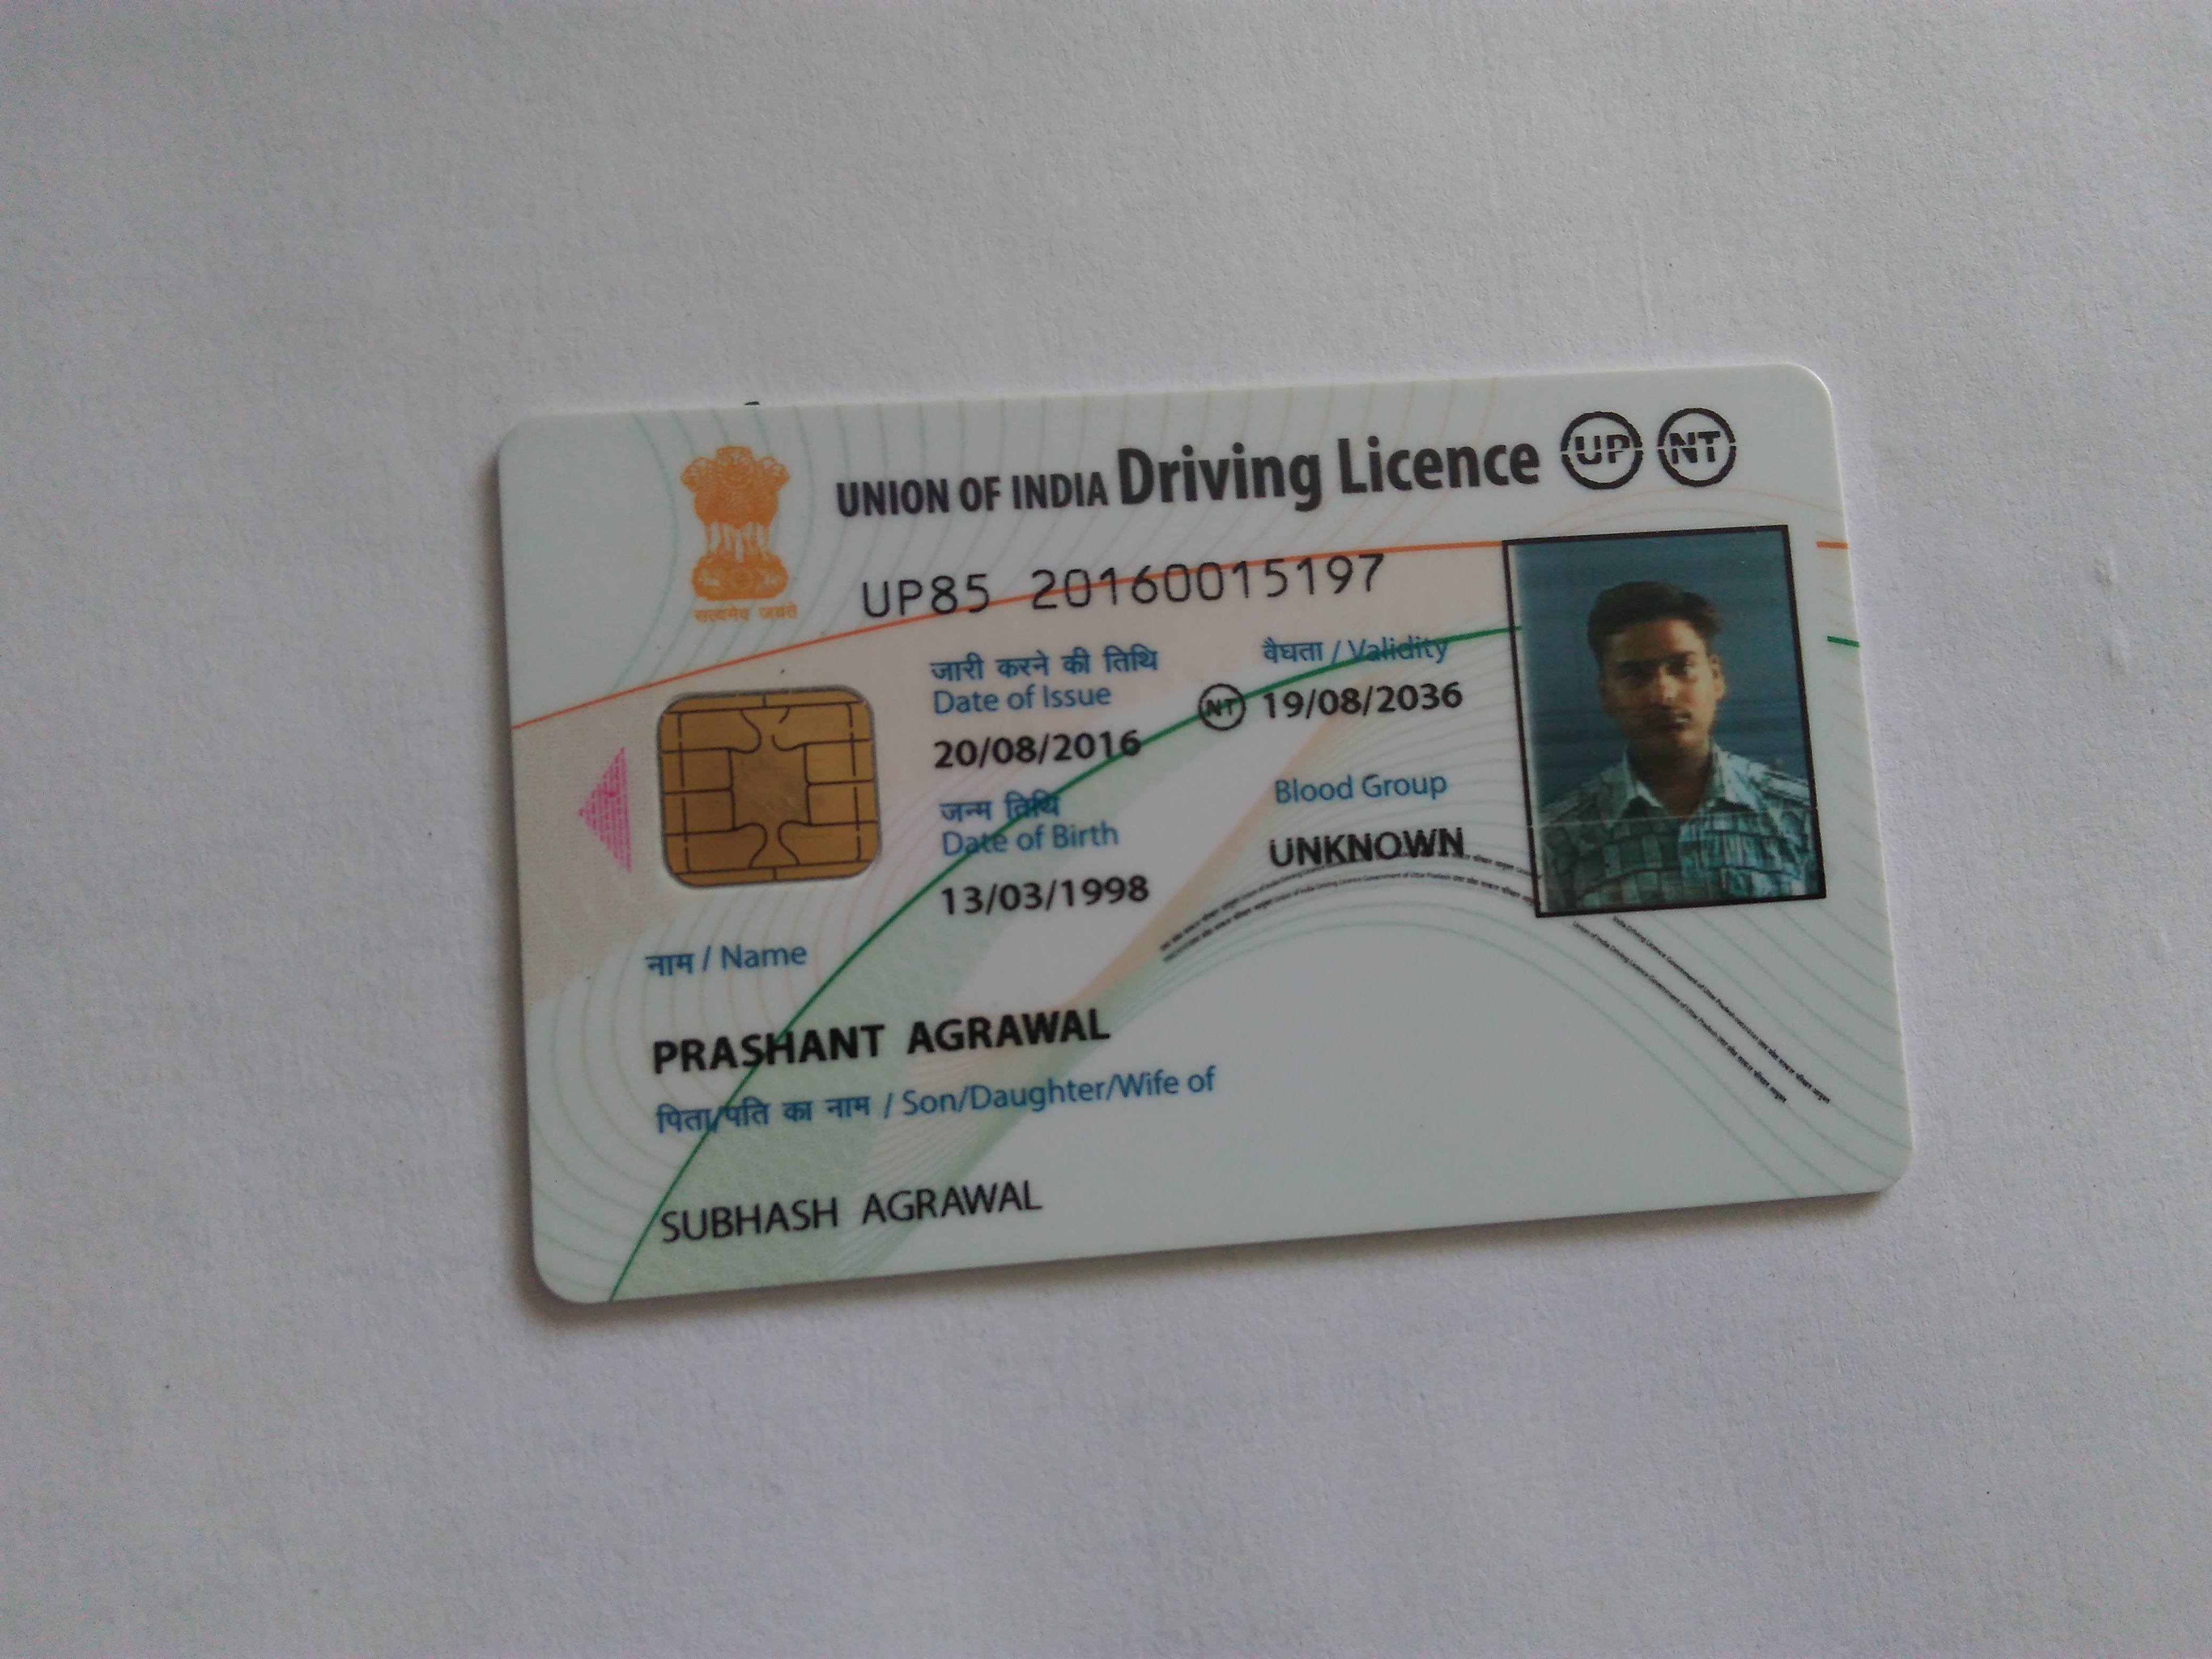 UNION OF INDIA Driving Licence UP NT
सत्यमेव जयते
UP85 20160015197
जारी करने की तिथि
Date of Issue
20/08/2016
वैधता / Validity
NT 19/08/2036
जन्म तिथि
Date of Birth
13/03/1998
Blood Group
UNKNOWN
नाम / Name
PRASHANT AGRAWAL
पिता/पति का नाम / Son/Daughter/Wife of
SUBHASH AGRAWAL